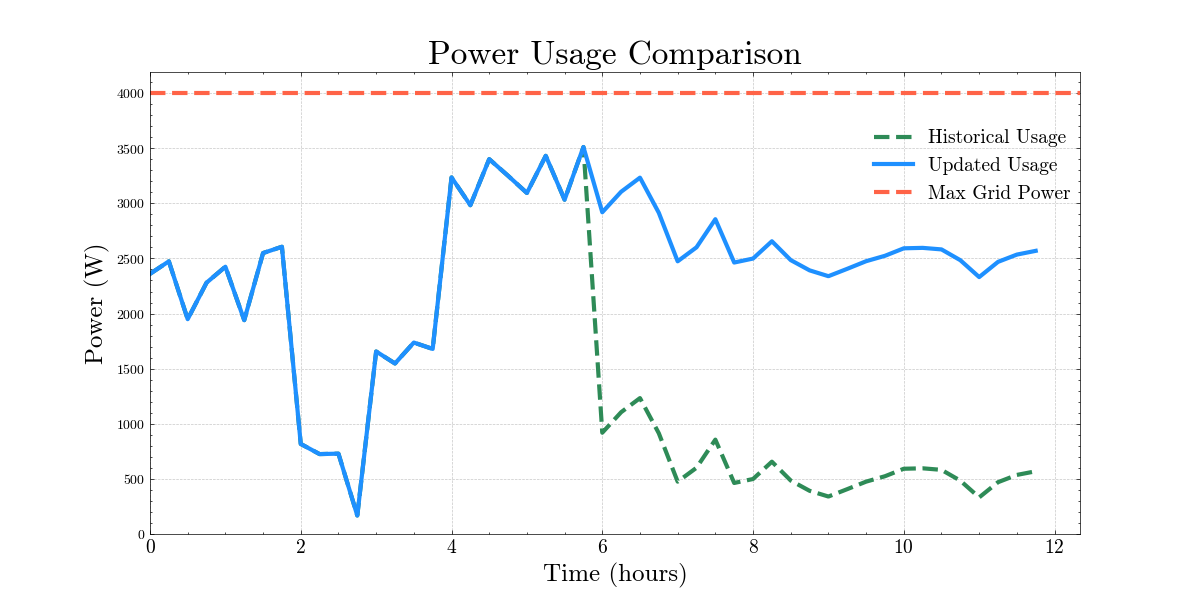 Power Usage Comparison
4000
3500
3000
2500
2000
1500
1000
500
0
Power (W)
Historical Usage
Updated Usage
Max Grid Power
0 2 4 6 8 10 12
Time (hours)